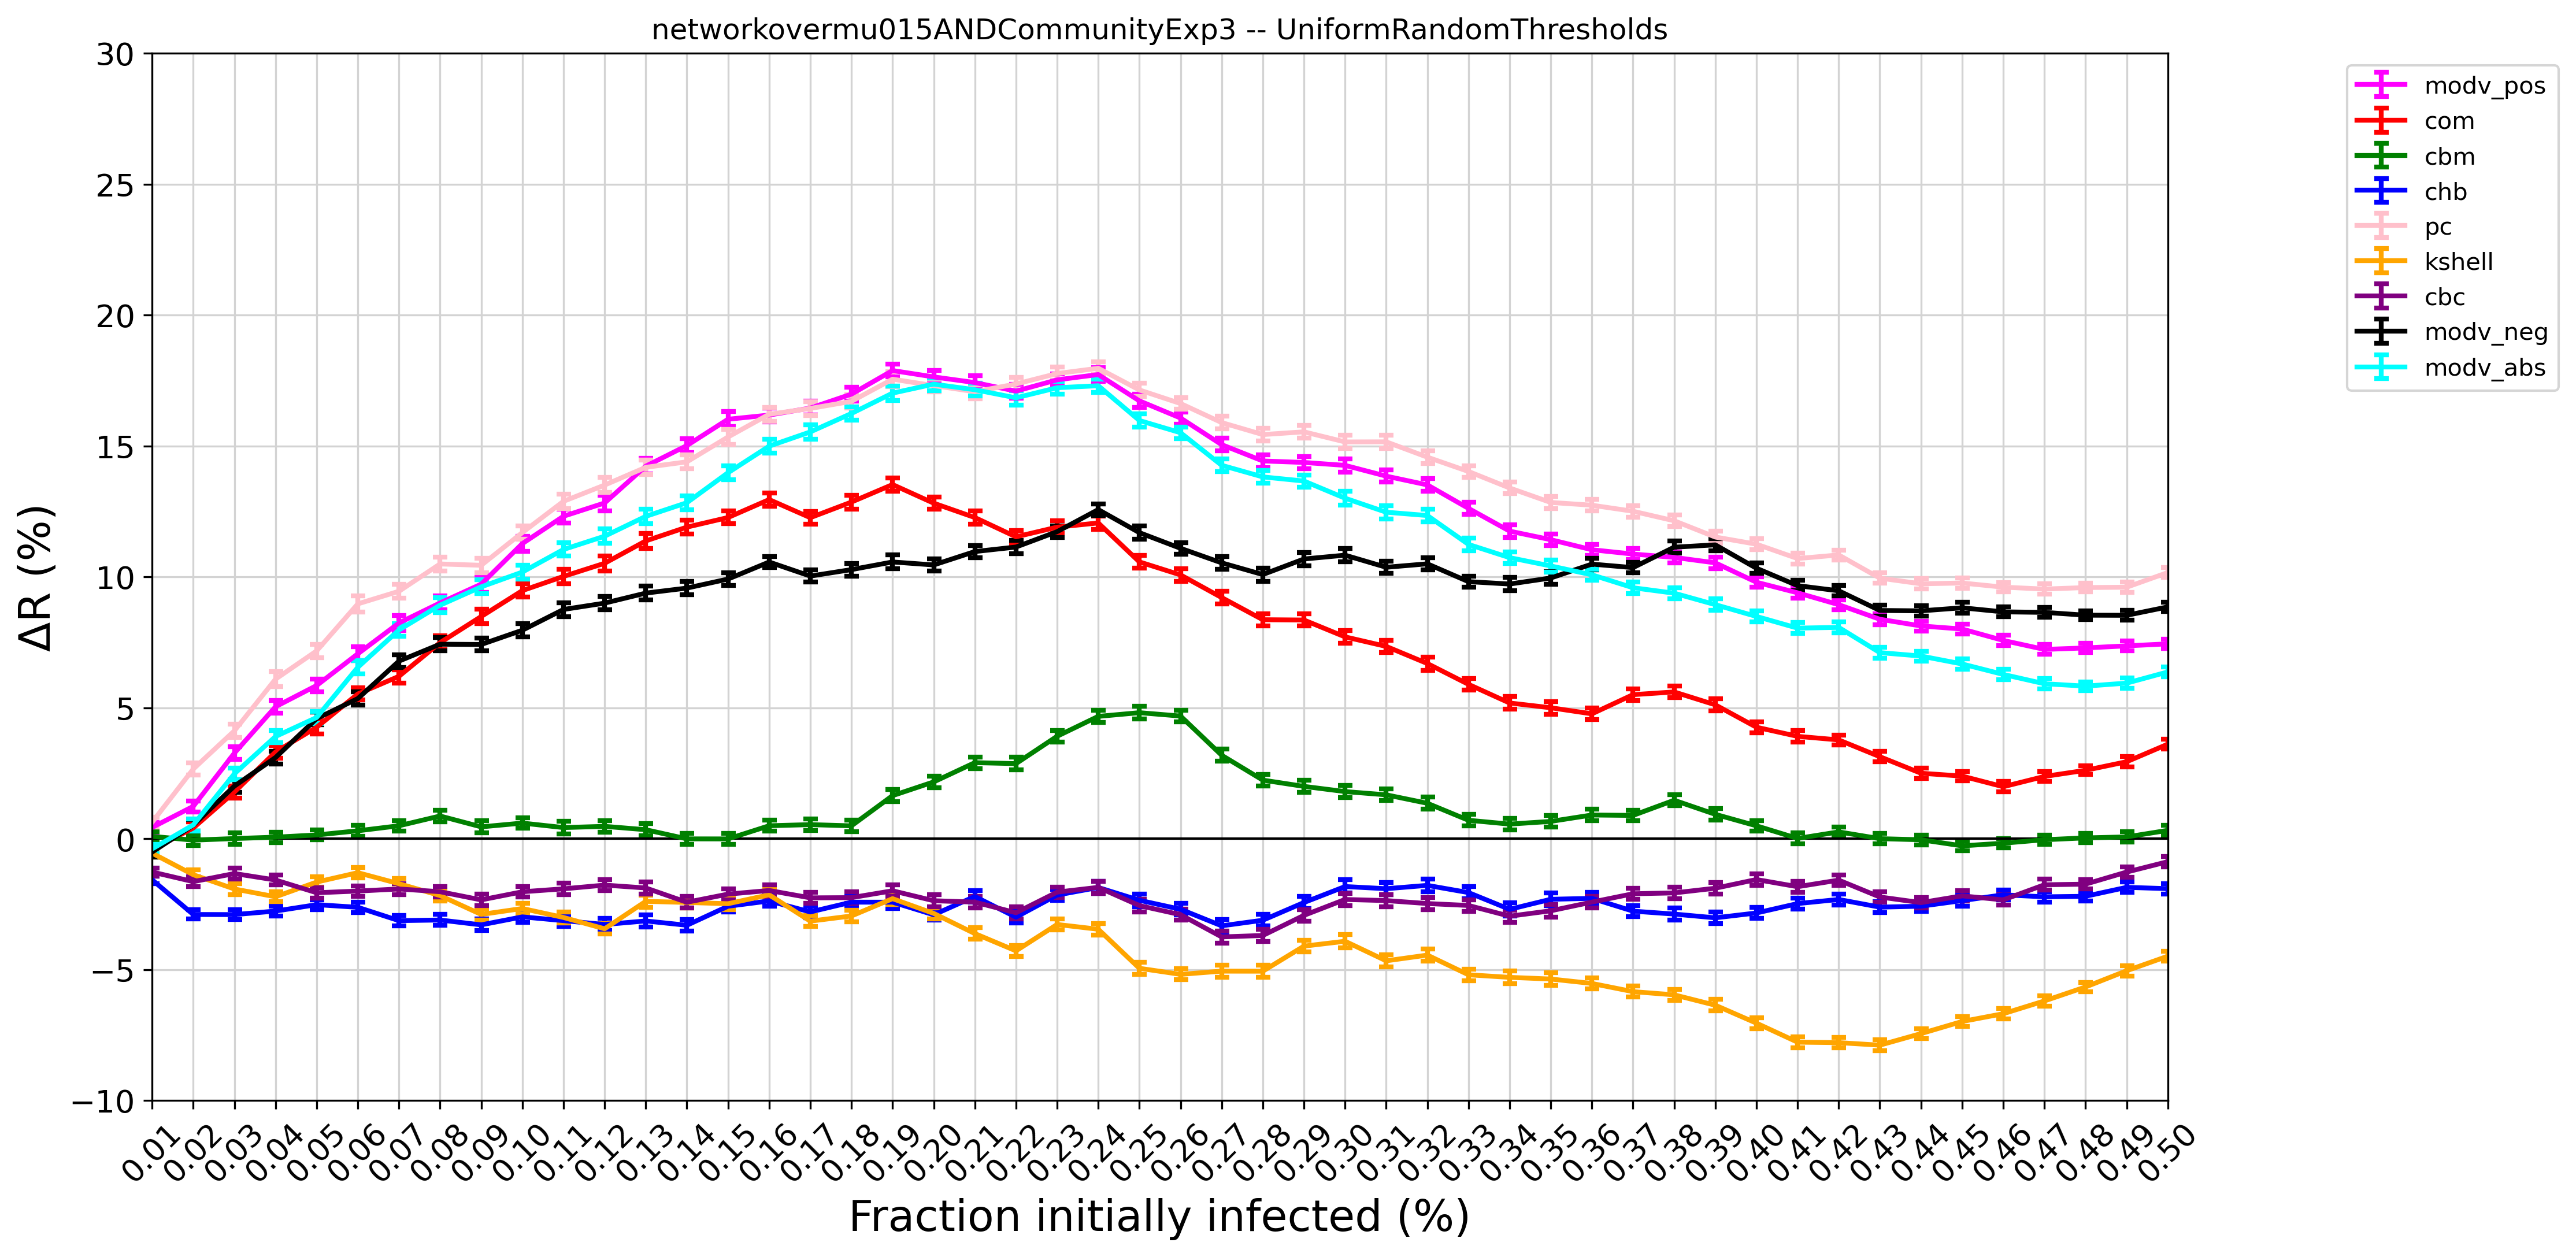 networkovermu015ANDCommunityExp3 -- UniformRandomThresholds
30
25
20
15
10
5
0
−5
−10
ΔR (%)
0.01 0.02 0.03 0.04 0.05 0.06 0.07 0.08 0.09 0.10 0.11 0.12 0.13 0.14 0.15 0.16 0.17 0.18 0.19 0.20 0.21 0.22 0.23 0.24 0.25 0.26 0.27 0.28 0.29 0.30 0.31 0.32 0.33 0.34 0.35 0.36 0.37 0.38 0.39 0.40 0.41 0.42 0.43 0.44 0.45 0.46 0.47 0.48 0.49 0.50
Fraction initially infected (%)
modv_pos
com
cbm
chb
pc
kshell
cbc
modv_neg
modv_abs